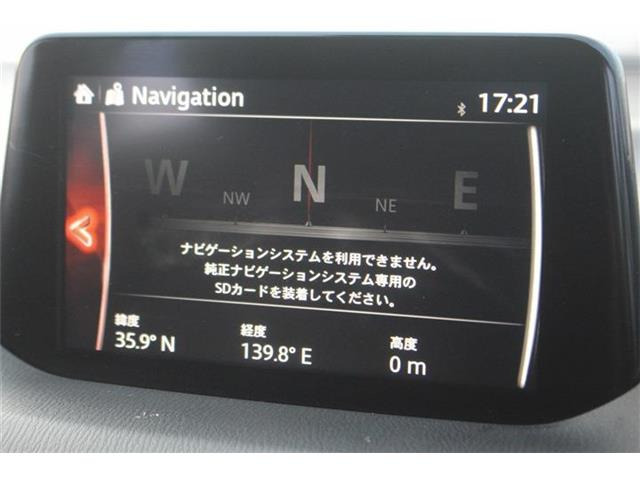 Navigation
17:21
W NW N NE E
ナビゲーションシステムを利用できません。
純正ナビゲーションシステム専用の
SDカードを装着してください。
緯度 経度 高度
35.9° N 139.8° E 0 m